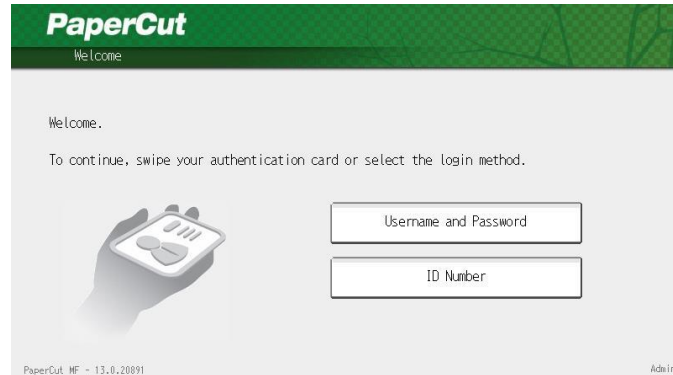 PaperCut
Welcome
Welcome.
To continue, swipe your authentication card or select the login method.
Username and Password
ID Number
PaperCut MF - 13.0.20891
Admin